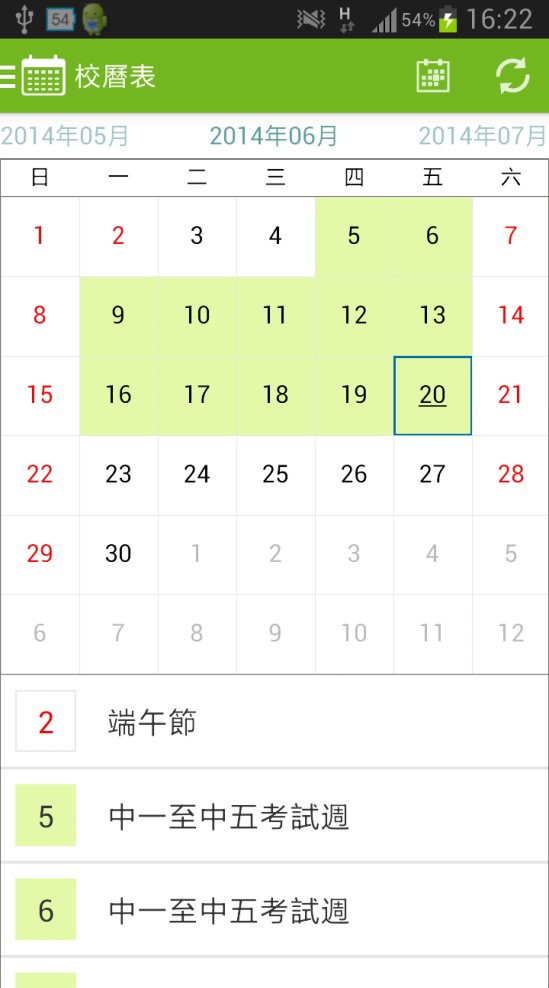 54 H 54% 16:22
校曆表
2014年05月 2014年06月 2014年07月
日 一 二 三 四 五 六
1 2 3 4 5 6 7
8 9 10 11 12 13 14
15 16 17 18 19 20 21
22 23 24 25 26 27 28
29 30 1 2 3 4 5
6 7 8 9 10 11 12
2 端午節
5 中一至中五考試週
6 中一至中五考試週